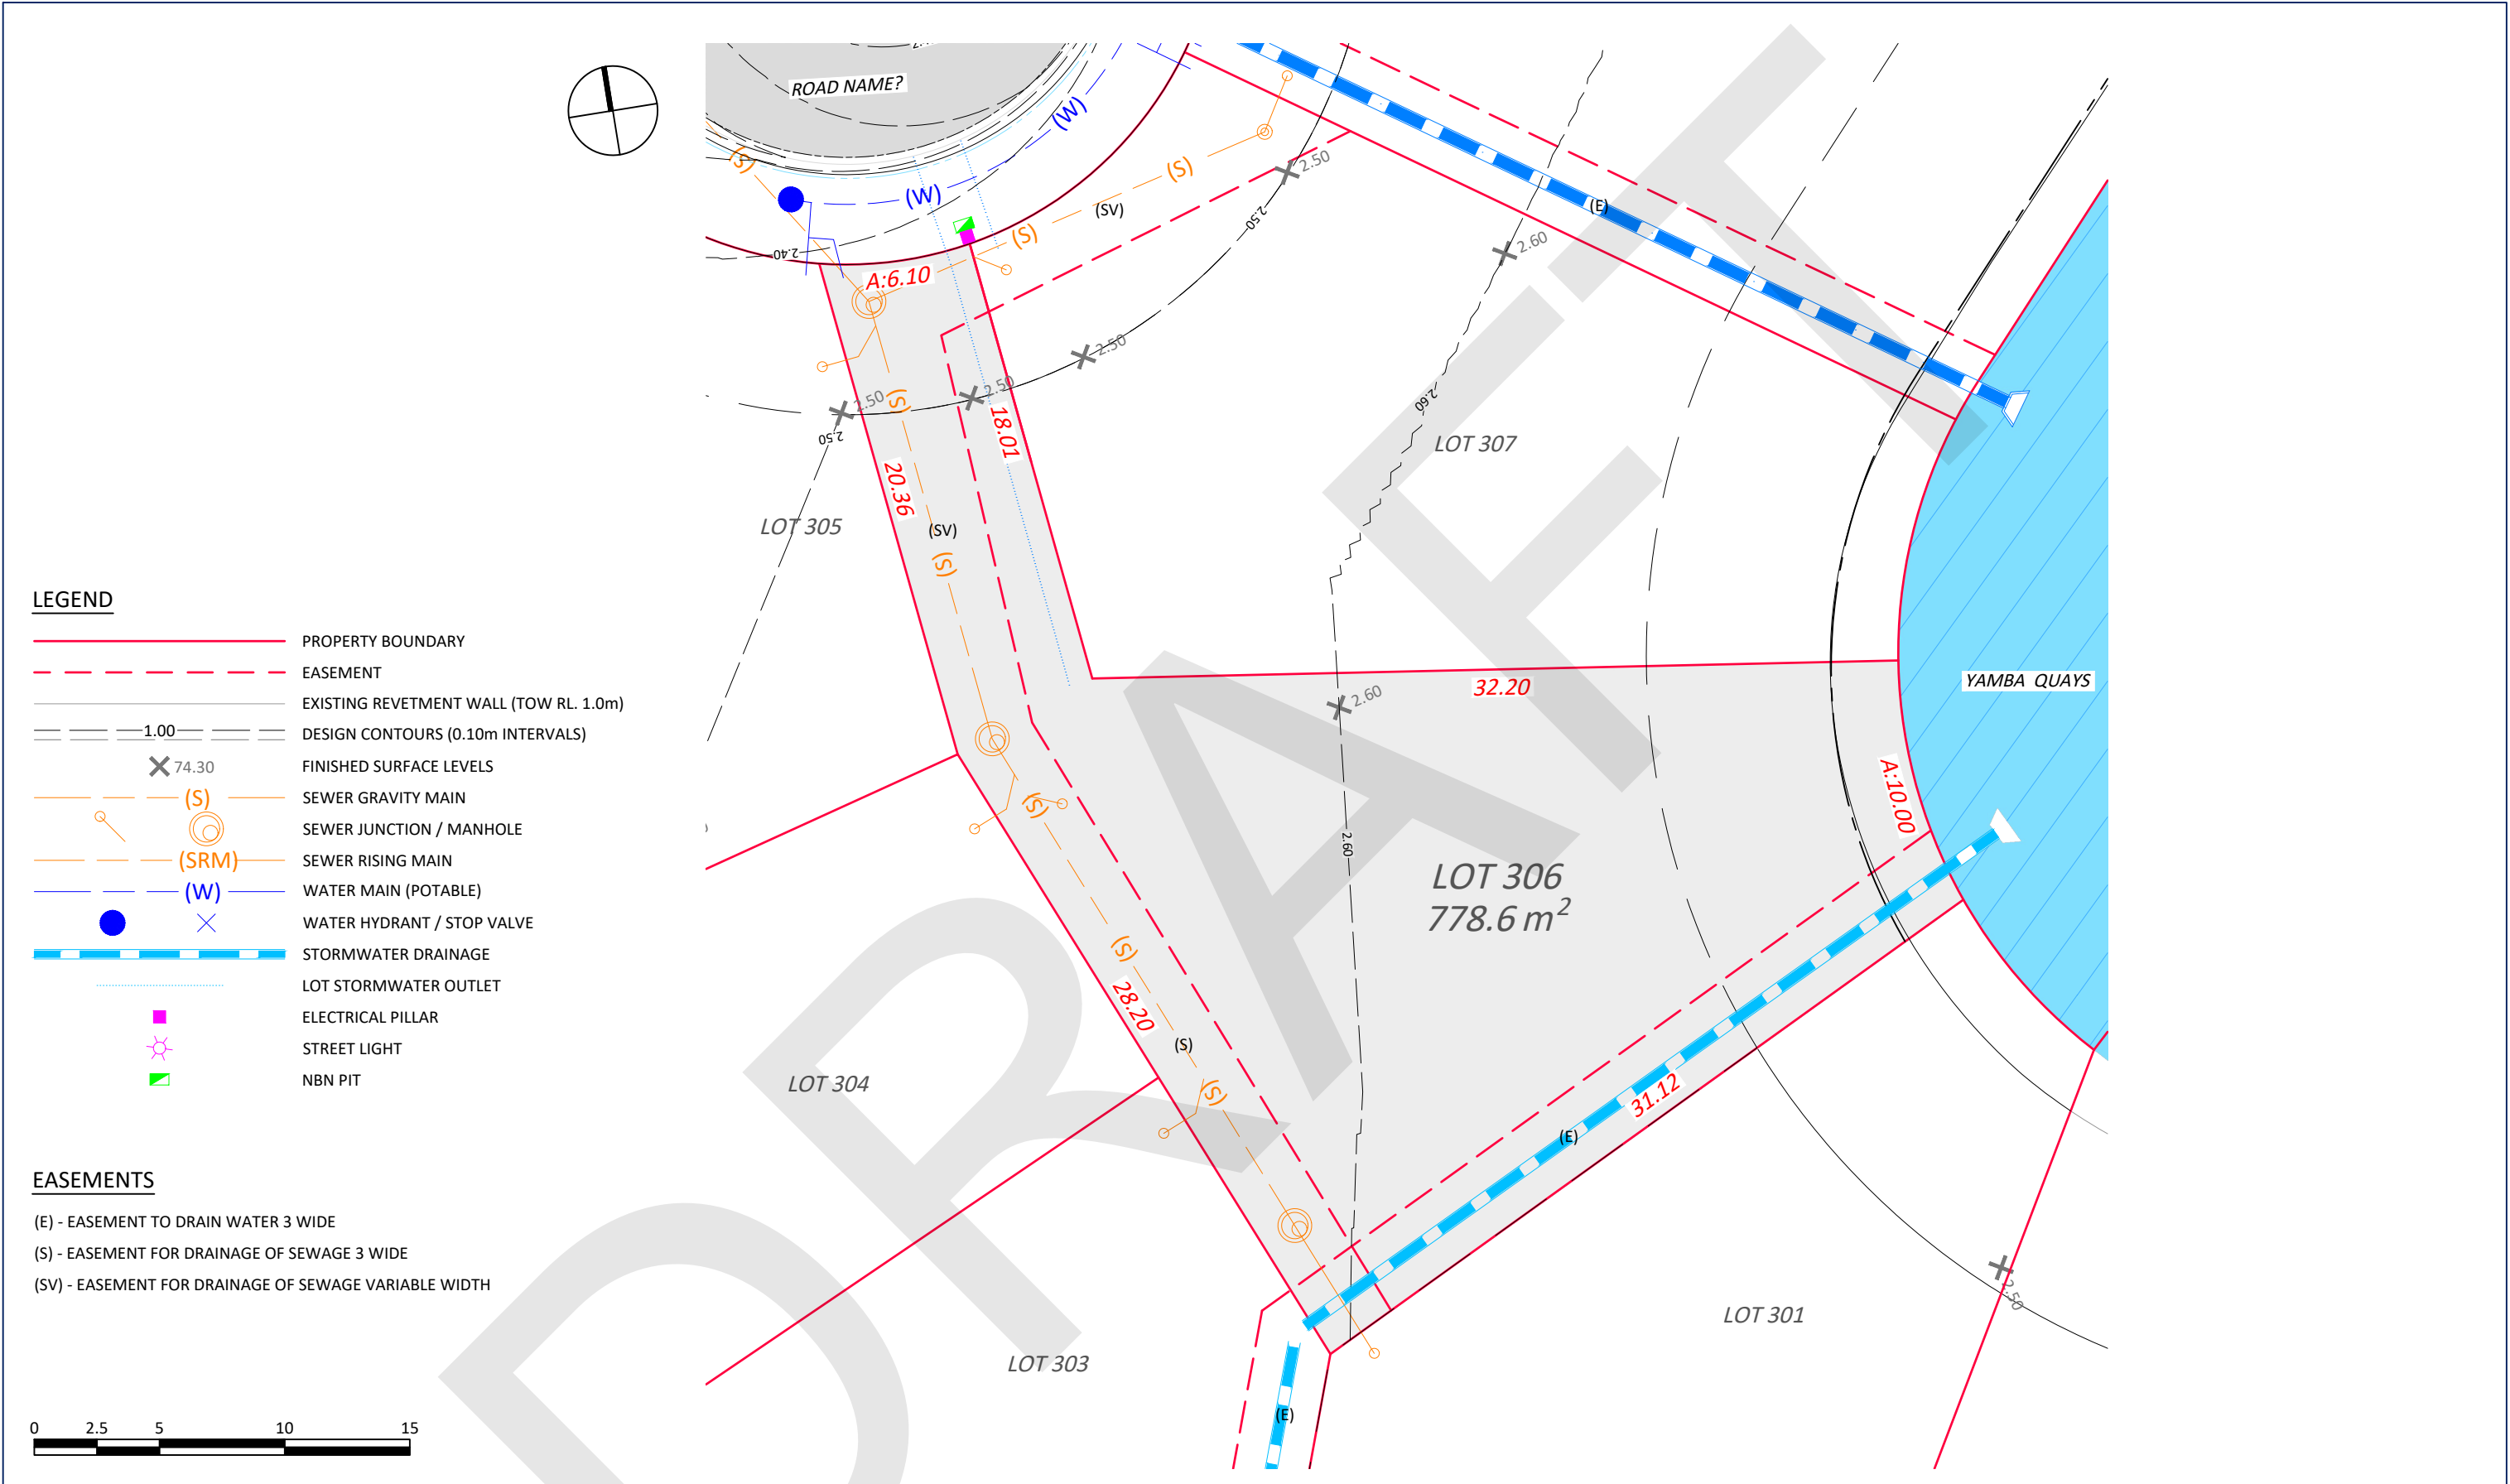 ROAD NAME?
(W)
(S)
(S)
(E)
2.50
(W)
(SV)
2.50
(S)
2.60
2.40
A:6.10
2.50
2.50
2.50
(S)
2.60
2.50
18.01
LOT 307
20.36
LOT 305
(SV)
(S)
32.20
YAMBA QUAYS
2.60
A:10.00
(S)
2.60
LOT 306
778.6 m²
(S)
28.20
(S)
LOT 304
(S)
31.12
(E)
2.50
LOT 301
LOT 303
(E)
LEGEND
PROPERTY BOUNDARY
EASEMENT
EXISTING REVETMENT WALL (TOW RL. 1.0m)
1.00 DESIGN CONTOURS (0.10m INTERVALS)
74.30 FINISHED SURFACE LEVELS
(S) SEWER GRAVITY MAIN
SEWER JUNCTION / MANHOLE
(SRM) SEWER RISING MAIN
(W) WATER MAIN (POTABLE)
WATER HYDRANT / STOP VALVE
STORMWATER DRAINAGE
LOT STORMWATER OUTLET
ELECTRICAL PILLAR
STREET LIGHT
NBN PIT
EASEMENTS
(E) - EASEMENT TO DRAIN WATER 3 WIDE
(S) - EASEMENT FOR DRAINAGE OF SEWAGE 3 WIDE
(SV) - EASEMENT FOR DRAINAGE OF SEWAGE VARIABLE WIDTH
0 2.5 5 10 15
DRAFT